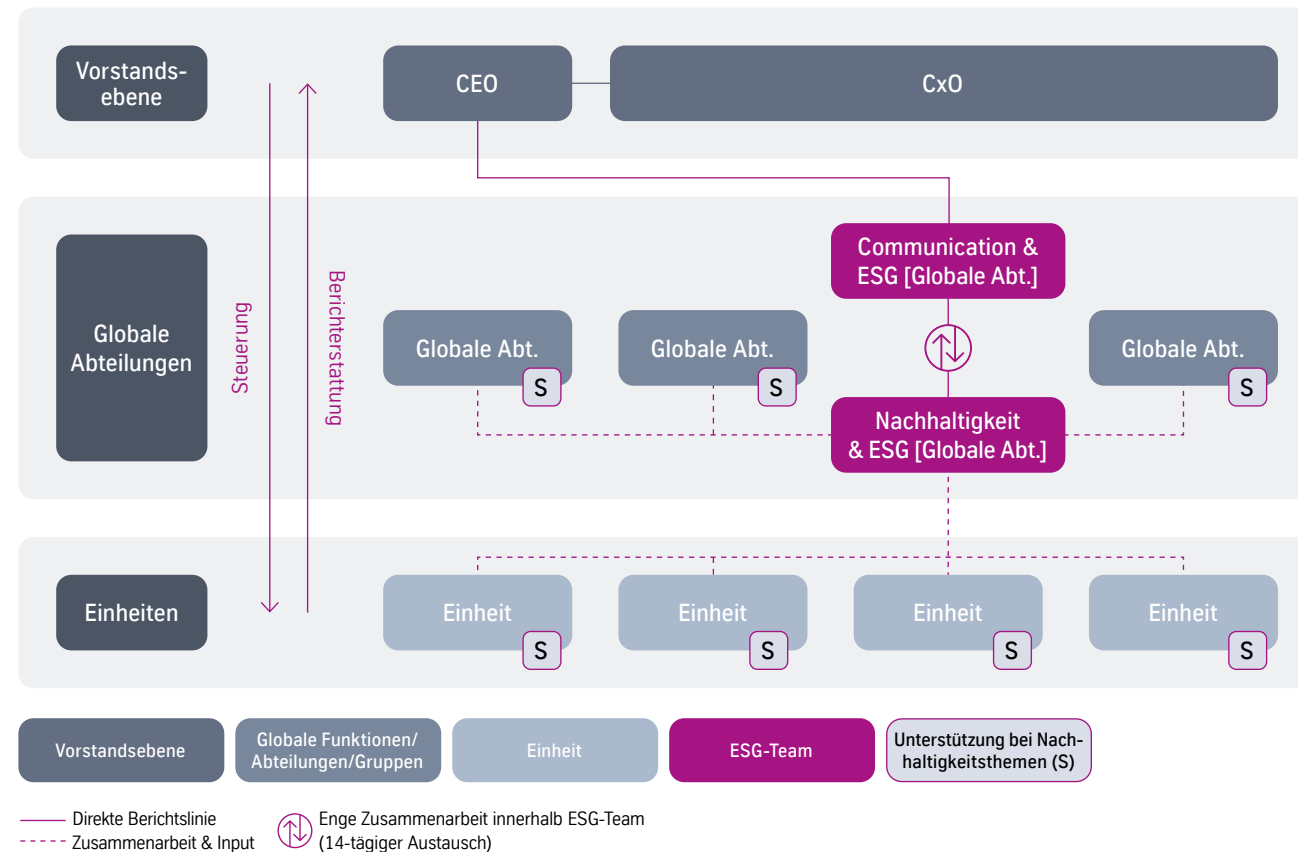 Vorstands-
ebene
CEO
CxO
Steuerung
Berichterstattung
Globale
Abteilungen
Communication &
ESG [Globale Abt.]
Globale Abt.
S
Globale Abt.
S
Globale Abt.
S
Nachhaltigkeit
& ESG [Globale Abt.]
Einheiten
Einheit
S
Einheit
S
Einheit
S
Einheit
S
Vorstandsebene
Globale Funktionen/
Abteilungen/Gruppen
Einheit
ESG-Team
Unterstützung bei Nach-
haltigkeitsthemen (S)
Direkte Berichtslinie
Zusammenarbeit & Input
Enge Zusammenarbeit innerhalb ESG-Team
(14-tägiger Austausch)